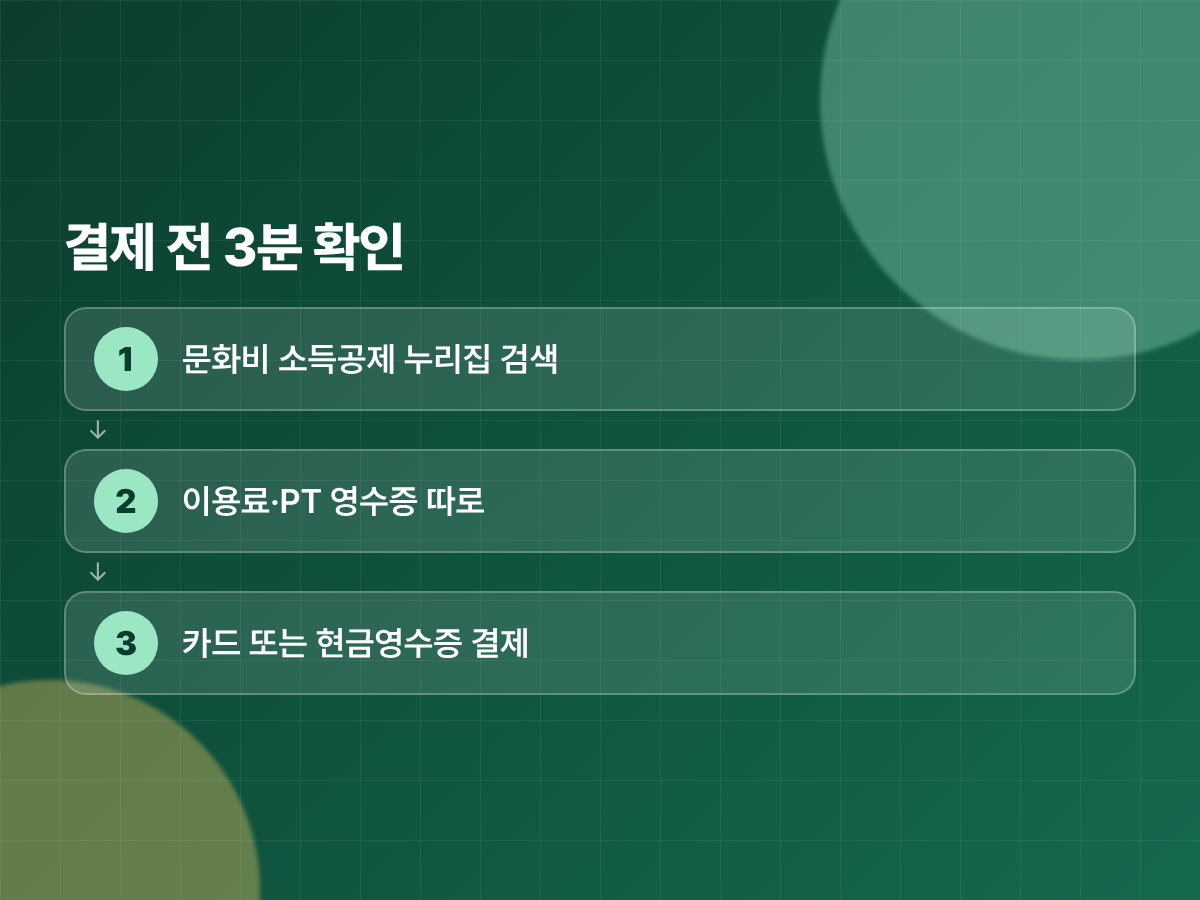 결제 전 3분 확인
1 문화비 소득공제 누리집 검색
↓
2 이용료·PT 영수증 따로
↓
3 카드 또는 현금영수증 결제